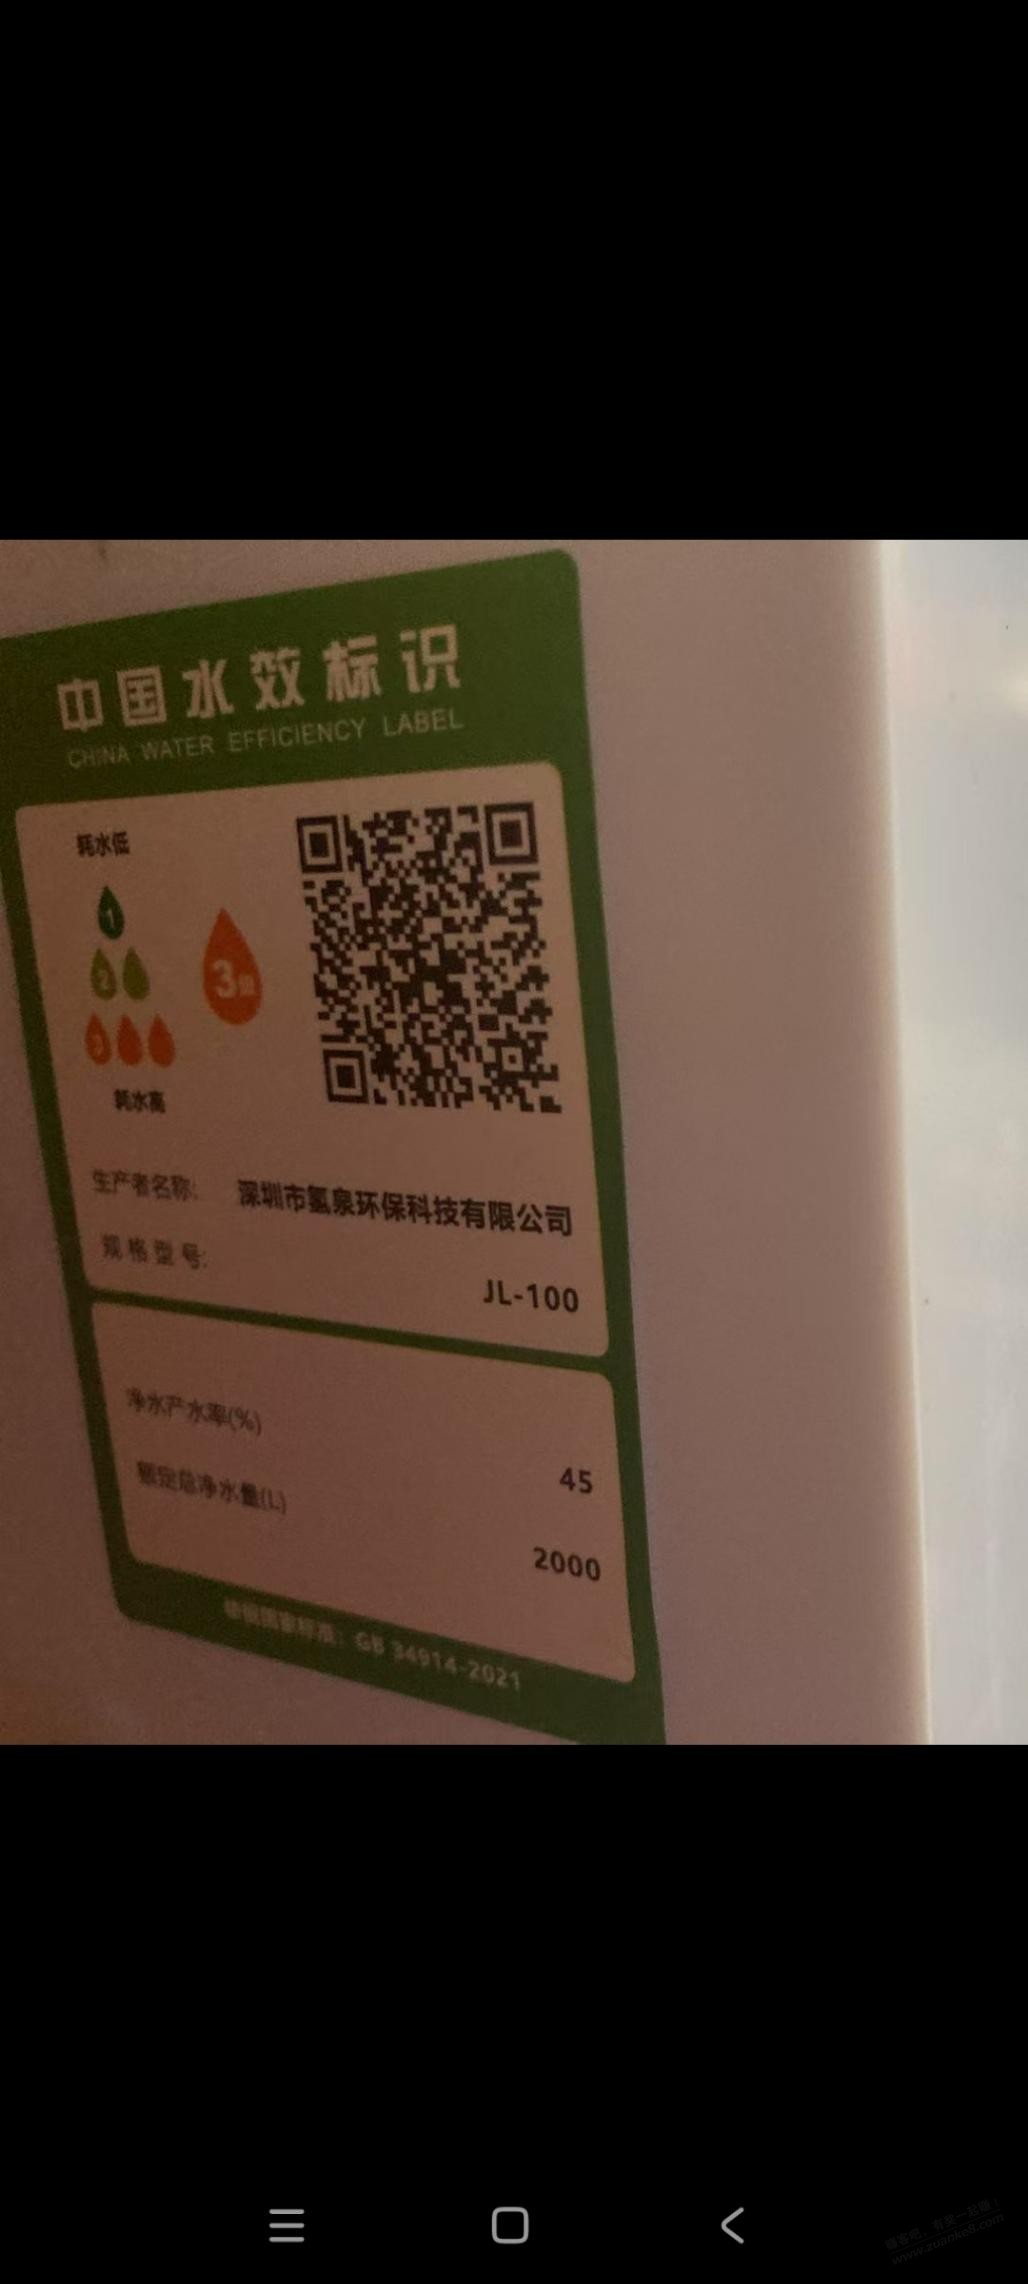 中国水效标识
CHINA WATER EFFICIENCY LABEL
耗水低
1
2
3级
3
耗水高
生产者名称: 深圳市氢泉环保科技有限公司
规格型号:
JL-100
净水产水率(%)
45
额定总净水量(L)
2000
依据国家标准: GB 34914-2021
www.zuanke8.com